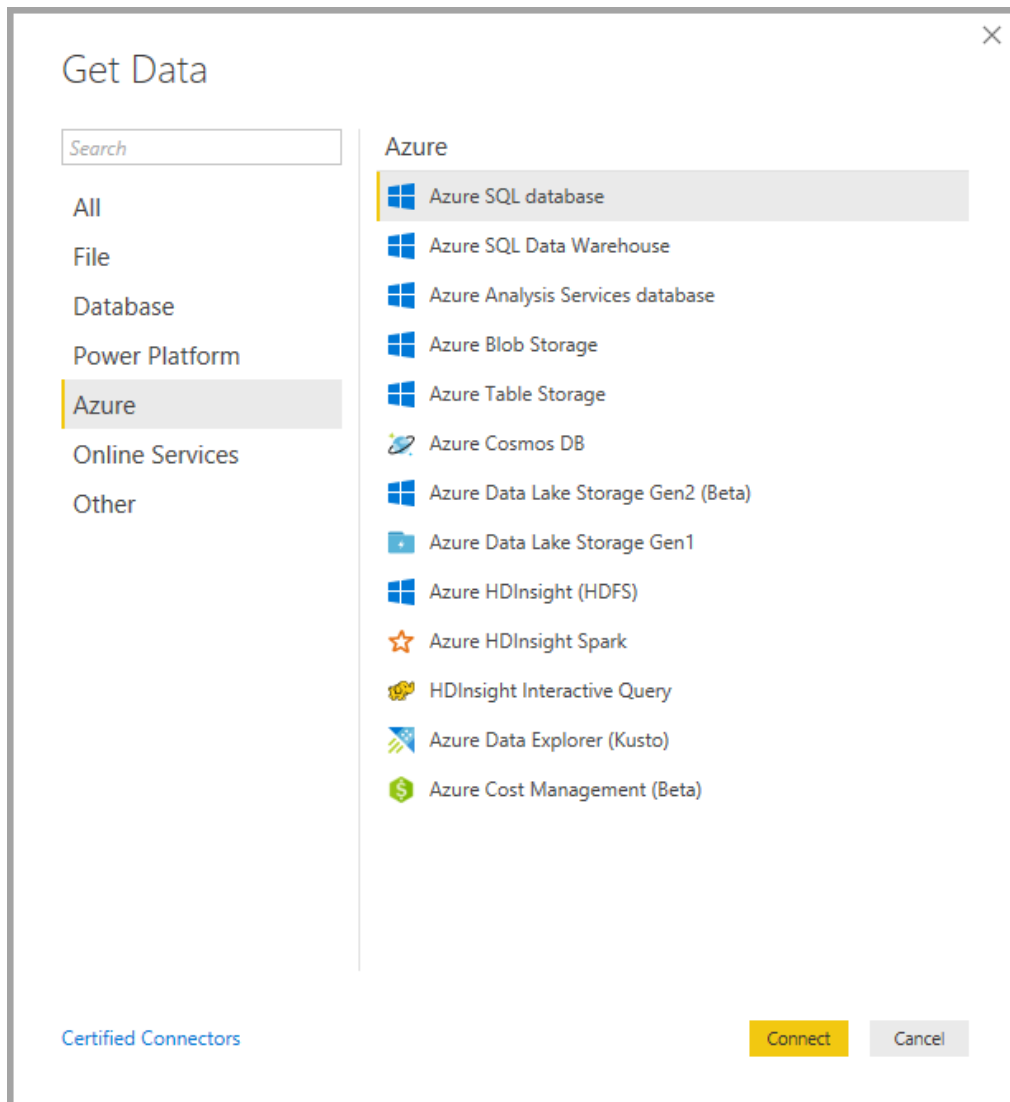 Get Data
Search
All
File
Database
Power Platform
Azure
Online Services
Other
Azure
Azure SQL database
Azure SQL Data Warehouse
Azure Analysis Services database
Azure Blob Storage
Azure Table Storage
Azure Cosmos DB
Azure Data Lake Storage Gen2 (Beta)
Azure Data Lake Storage Gen1
Azure HDInsight (HDFS)
Azure HDInsight Spark
HDInsight Interactive Query
Azure Data Explorer (Kusto)
Azure Cost Management (Beta)
Certified Connectors
Connect
Cancel